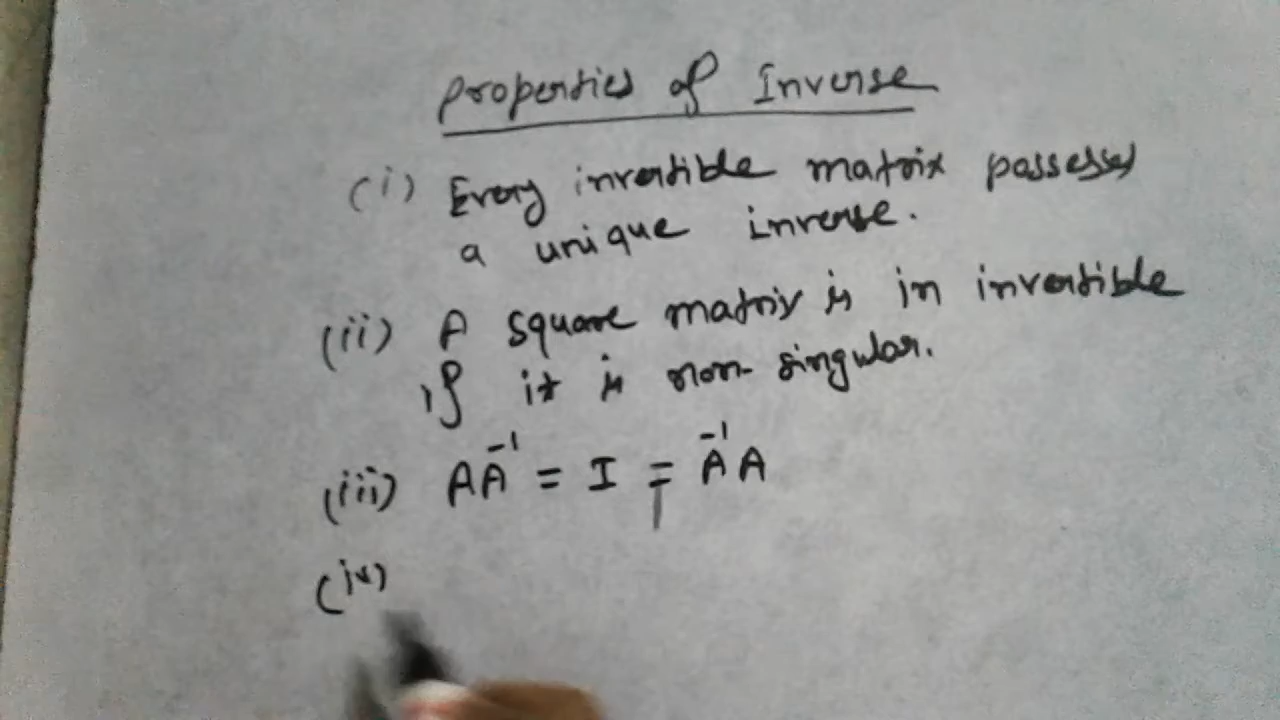 Properties of Inverse
(i) Every invertible matrix possesses
a unique inverse.
(ii) A square matrix is in invertible
if it is non-singular.
(iii) AA⁻¹ = I = A⁻¹A
(iv)